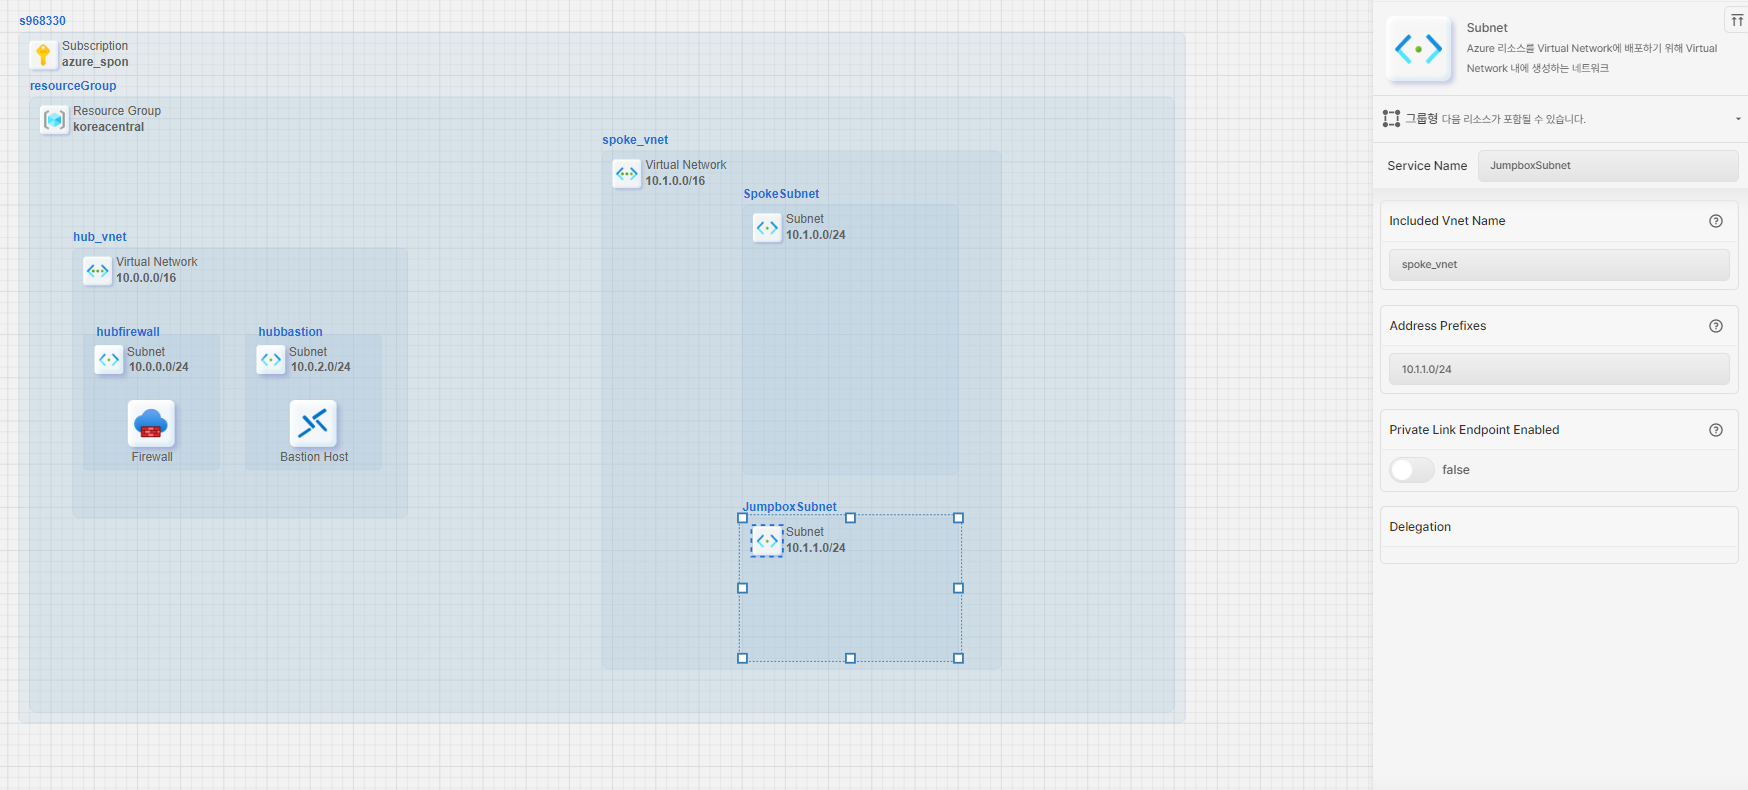 s968330
Subscription
azure_spon
resourceGroup
Resource Group
koreacentral
spoke_vnet
Virtual Network
10.1.0.0/16
SpokeSubnet
Subnet
10.1.0.0/24
hub_vnet
Virtual Network
10.0.0.0/16
hubfirewall
Subnet
10.0.0.0/24
Firewall
hubbastion
Subnet
10.0.2.0/24
Bastion Host
JumpboxSubnet
Subnet
10.1.1.0/24
Subnet
Azure 리소스를 Virtual Network에 배포하기 위해 Virtual
Network 내에 생성하는 네트워크
그룹형 다음 리소스가 포함될 수 있습니다.
Service Name
JumpboxSubnet
Included Vnet Name
spoke_vnet
Address Prefixes
10.1.1.0/24
Private Link Endpoint Enabled
false
Delegation